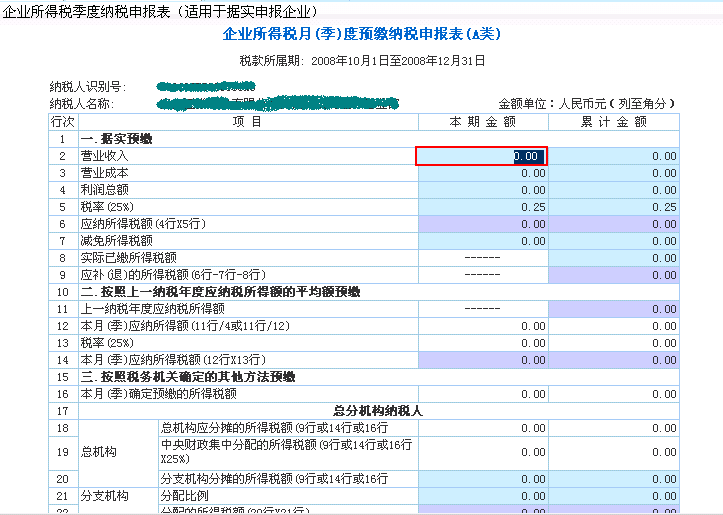 企业所得税季度纳税申报表（适用于据实申报企业）
企业所得税月(季)度预缴纳税申报表(A类)
税款所属期: 2008年10月1日至2008年12月31日
纳税人识别号:
纳税人名称: 金额单位：人民币元（列至角分）
行次 项 目 本 期 金 额 累 计 金 额
1 一.据实预缴
2 营业收入 0.00 0.00
3 营业成本 0.00 0.00
4 利润总额 0.00 0.00
5 税率(25%) 0.25 0.25
6 应纳所得税额(4行X5行) 0.00 0.00
7 减免所得税额 0.00 0.00
8 实际已缴所得税额 ------ 0.00
9 应补(退)的所得税额(6行-7行-8行) ------ 0.00
10 二.按照上一纳税年度应纳税所得额的平均额预缴
11 上一纳税年度应纳税所得额 ------ 0.00
12 本月(季)应纳所得额(11行/4或11行/12) 0.00 0.00
13 税率(25%) 0.00 0.00
14 本月(季)应纳所得税额(12行X13行) 0.00 0.00
15 三.按照税务机关确定的其他方法预缴
16 本月(季)确定预缴的所得税额 0.00 0.00
17 总分机构纳税人
18 总机构应分摊的所得税额(9行或14行或16行 0.00 0.00
19 总机构 中央财政集中分配的所得税额(9行或14行或16行
X25%) 0.00 0.00
20 分支机构分摊的所得税额(9行或14行或16行 0.00 0.00
21 分支机构 分配比例 0.00 0.00
22 分配的所得税额(20行X21行) 0.00 0.00